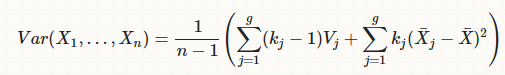 $Var(X_1, \ldots, X_n) = \frac{1}{n-1}\left(\sum_{j=1}^{g}(k_j - 1)V_j + \sum_{j=1}^{g}k_j(\bar{X}_j - \bar{X})^2\right)$